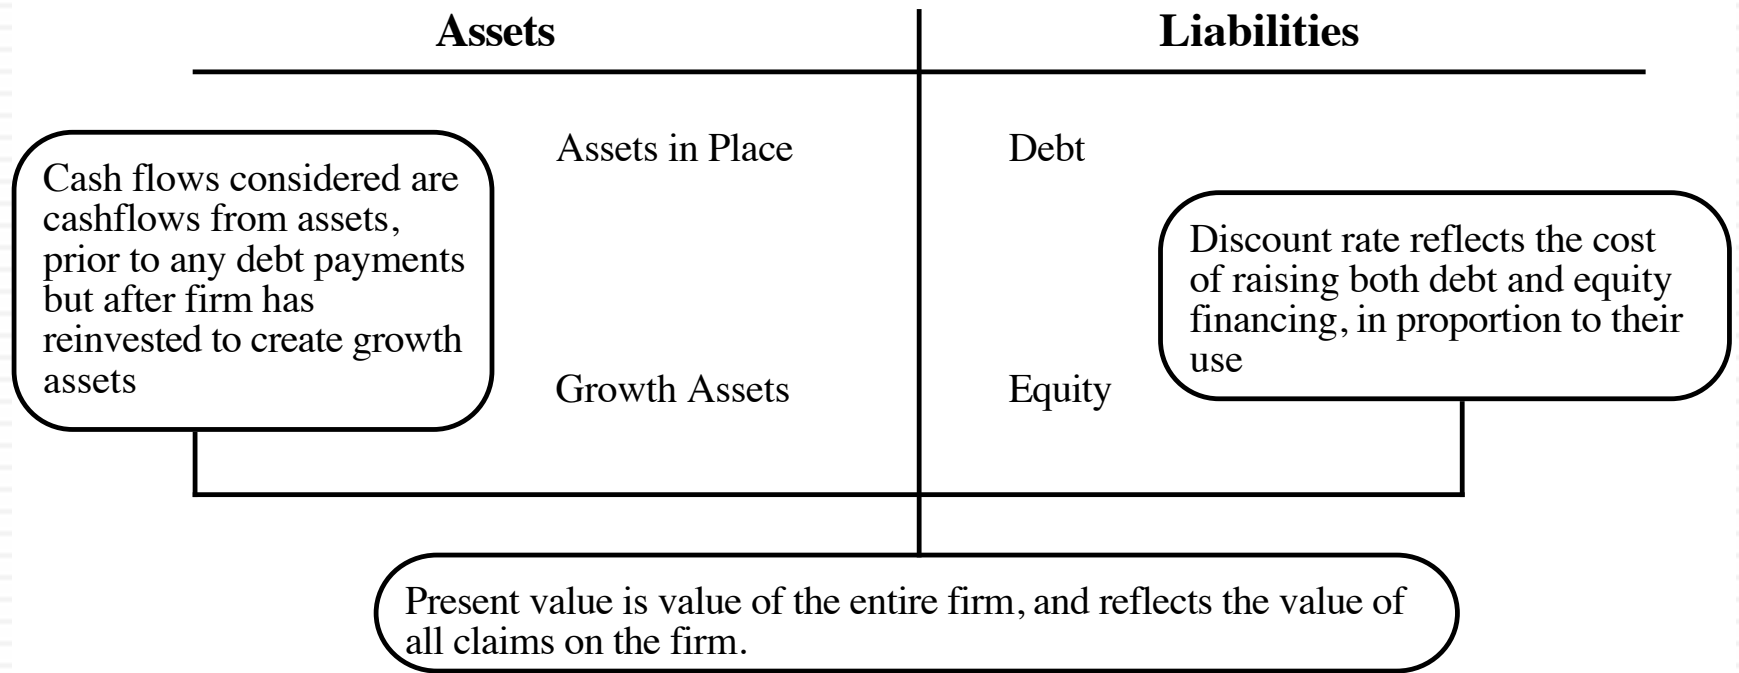 Assets
Liabilities
Assets in Place
Debt
Cash flows considered are
cashflows from assets,
prior to any debt payments
but after firm has
reinvested to create growth
assets
Discount rate reflects the cost
of raising both debt and equity
financing, in proportion to their
use
Growth Assets
Equity
Present value is value of the entire firm, and reflects the value of
all claims on the firm.